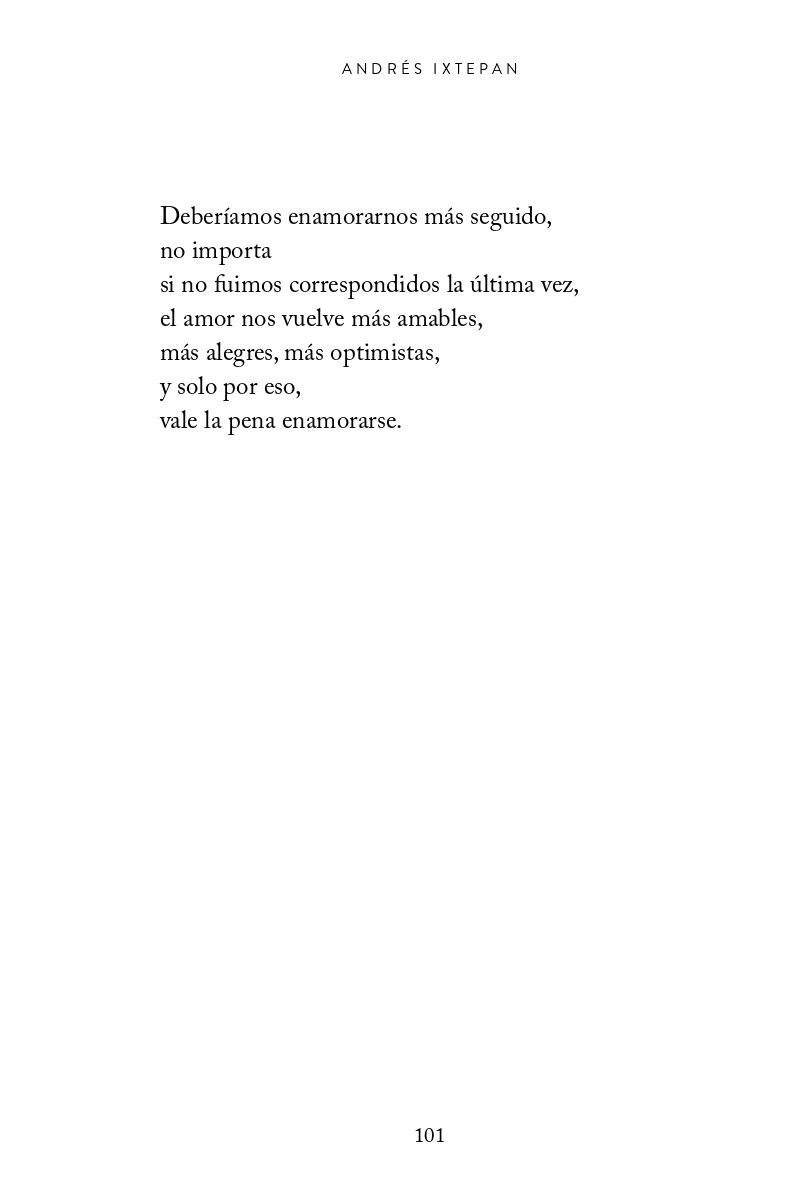 ANDRÉS IXTEPAN
Deberíamos enamorarnos más seguido,
no importa
si no fuimos correspondidos la última vez,
el amor nos vuelve más amables,
más alegres, más optimistas,
y solo por eso,
vale la pena enamorarse.
101